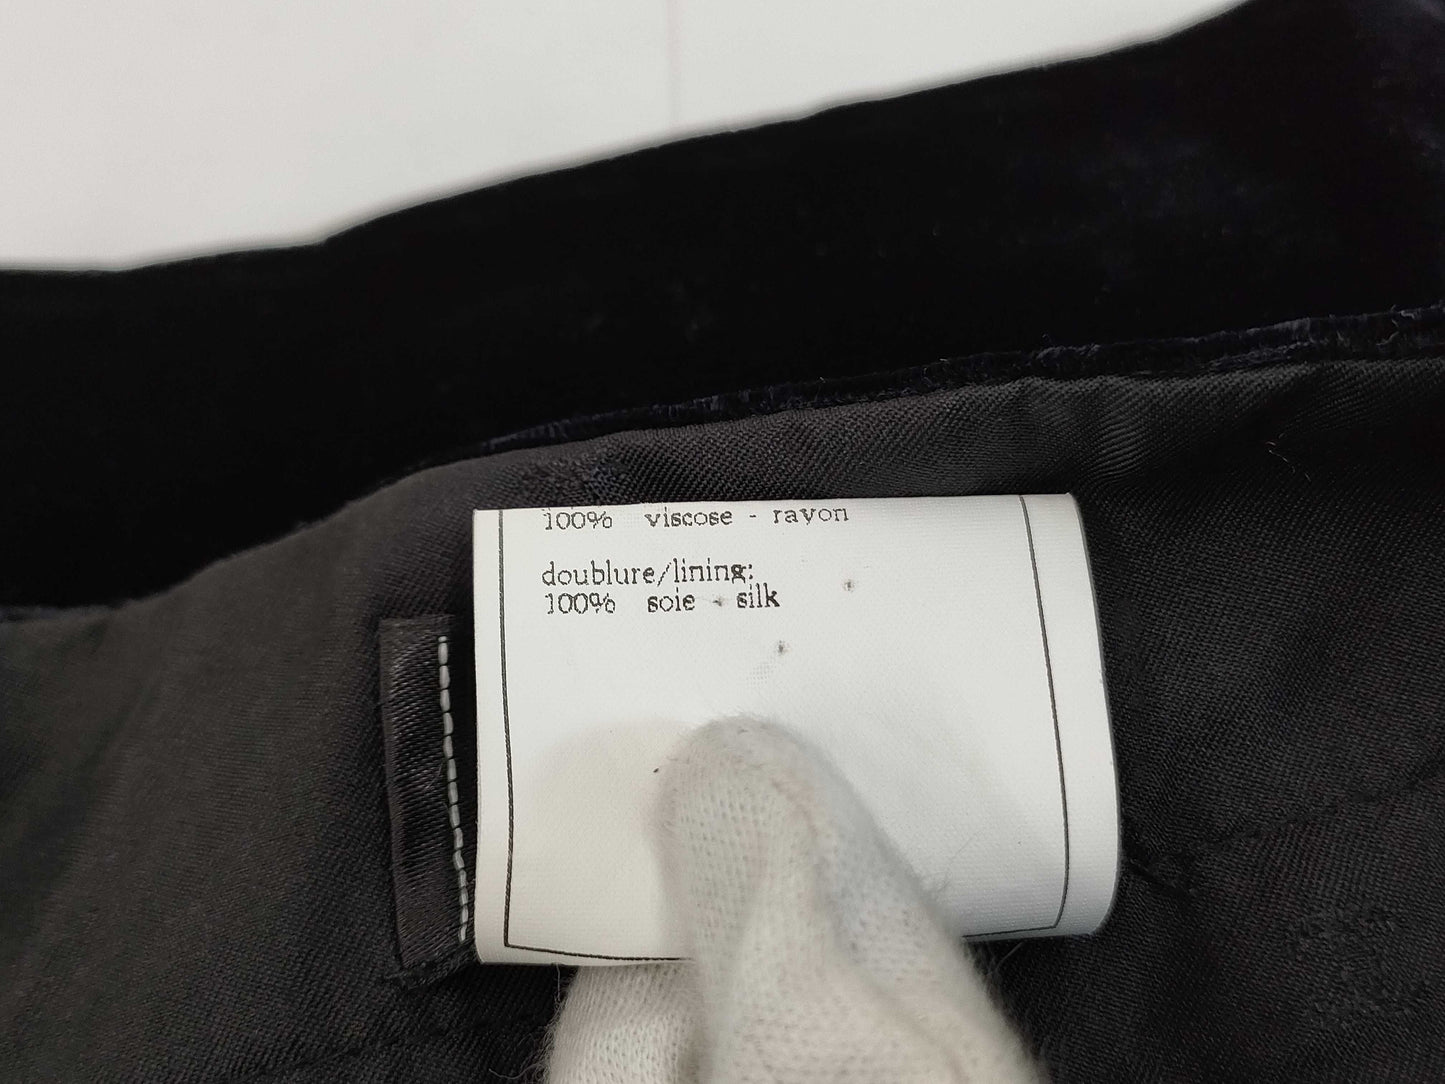 100% viscose - rayon
doublure/lining:
100% soie - silk